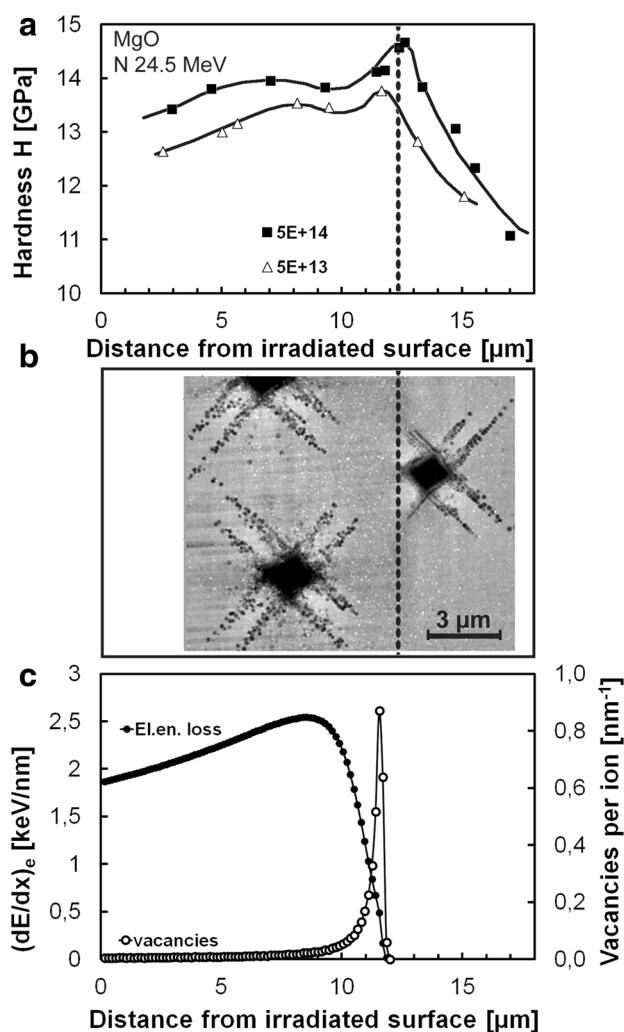 a
15
14
13
12
11
10
Hardness H [GPa]
MgO
N 24.5 MeV
5E+14
5E+13
0 5 10 15
Distance from irradiated surface [µm]
b
3 µm
c
3
2,5
2
1,5
1
0,5
0
(dE/dx)e [keV/nm]
El.en. loss
vacancies
1,0
0,8
0,6
0,4
0,2
0,0
Vacancies per ion [nm-1]
0 5 10 15
Distance from irradiated surface [µm]